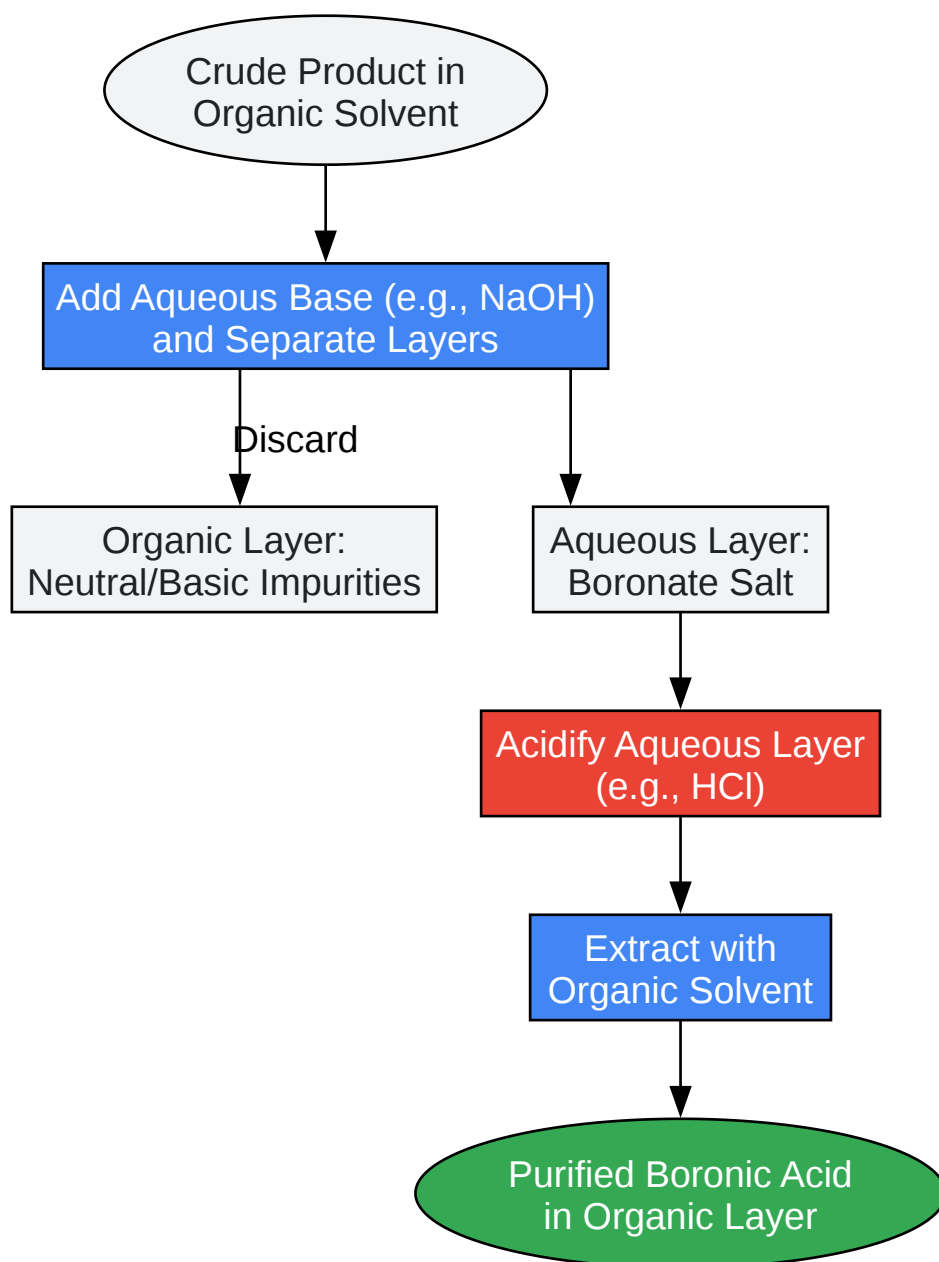 Crude Product in
Organic Solvent
Add Aqueous Base (e.g., NaOH)
and Separate Layers
Discard
Organic Layer:
Neutral/Basic Impurities
Aqueous Layer:
Boronate Salt
Acidify Aqueous Layer
(e.g., HCl)
Extract with
Organic Solvent
Purified Boronic Acid
in Organic Layer